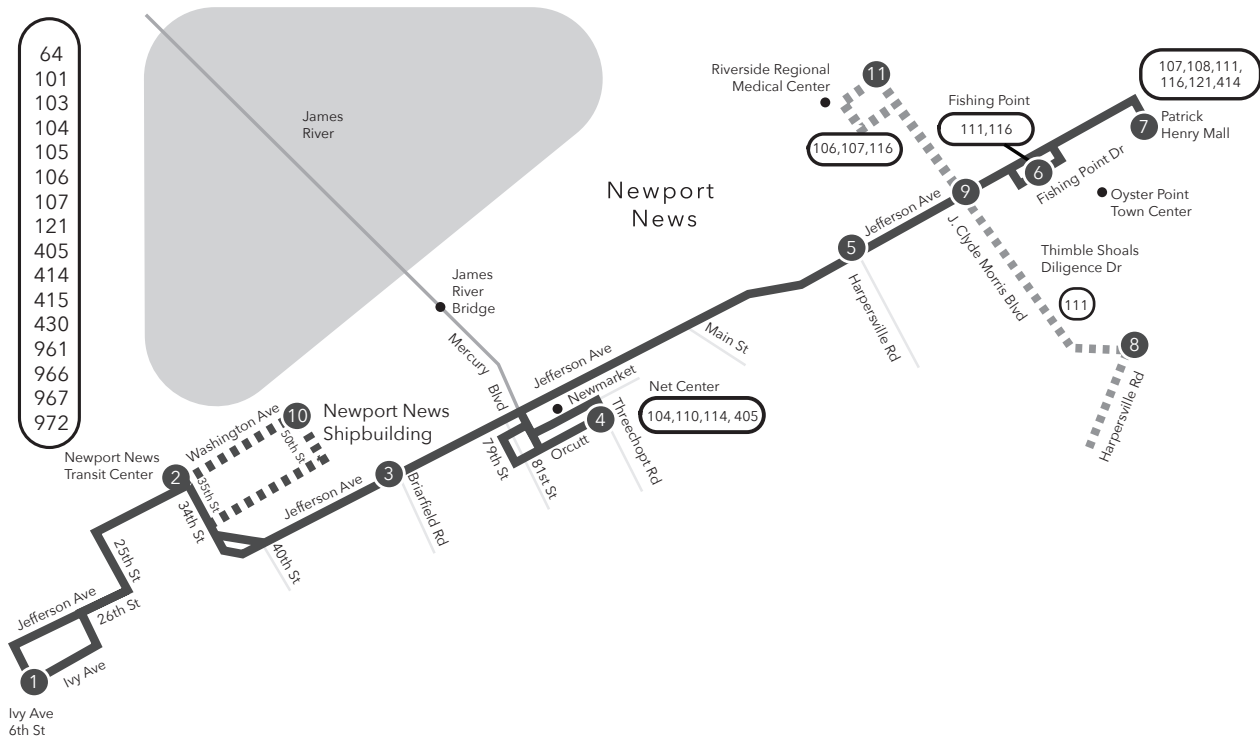 64
101
103
104
105
106
107
121
405
414
415
430
961
966
967
972
James
River
Newport
News
James
River
Bridge
Mercury
Blvd
Riverside Regional
Medical Center
11
106,107,116
Fishing Point
111,116
107,108,111,
116,121,414
7
Patrick
Henry Mall
6
Fishing Point Dr
Oyster Point
Town Center
9
Jefferson Ave
J. Clyde Morris Blvd
5
Harpersville Rd
Thimble Shoals
Diligence Dr
111
8
Harpersville Rd
Main St
Jefferson Ave
Newmarket
Net Center
104,110,114, 405
4
Threechopt Rd
Orcutt
79th St
81st St
Newport News
Shipbuilding
10
Washington Ave
50th St
35th St
Newport News
Transit Center
2
34th St
Jefferson Ave
3
Briarfield Rd
40th St
25th St
Jefferson Ave
26th St
Ivy Ave
1
Ivy Ave
6th St